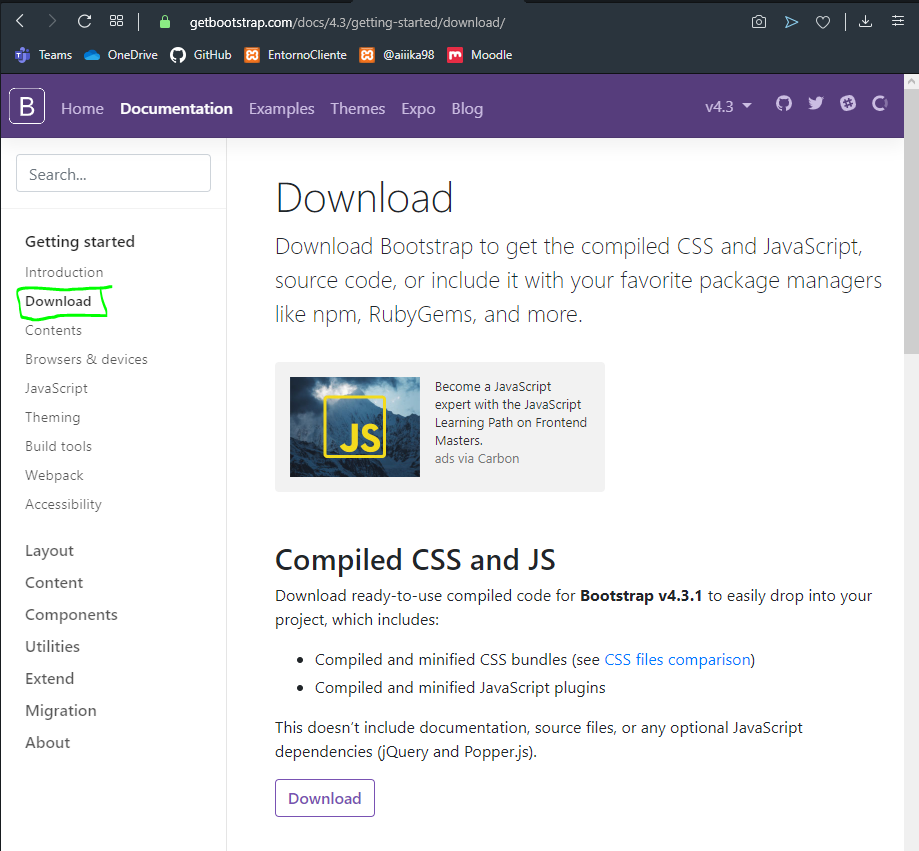 getbootstrap.com/docs/4.3/getting-started/download/
Teams OneDrive GitHub EntornoCliente @aiiika98 Moodle
B Home Documentation Examples Themes Expo Blog v4.3
Search...
Getting started
Introduction
Download
Contents
Browsers & devices
JavaScript
Theming
Build tools
Webpack
Accessibility
Layout
Content
Components
Utilities
Extend
Migration
About
Download
Download Bootstrap to get the compiled CSS and JavaScript,
source code, or include it with your favorite package managers
like npm, RubyGems, and more.
JS
Become a JavaScript
expert with the JavaScript
Learning Path on Frontend
Masters.
ads via Carbon
Compiled CSS and JS
Download ready-to-use compiled code for Bootstrap v4.3.1 to easily drop into your
project, which includes:
• Compiled and minified CSS bundles (see CSS files comparison)
• Compiled and minified JavaScript plugins
This doesn’t include documentation, source files, or any optional JavaScript
dependencies (jQuery and Popper.js).
Download